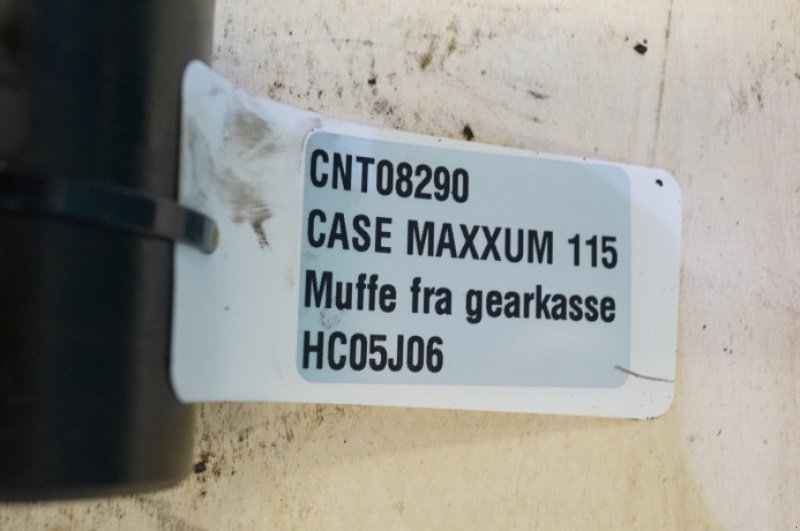 CNT08290
CASE MAXXUM 115
Muffe fra gearkasse
HC05J06